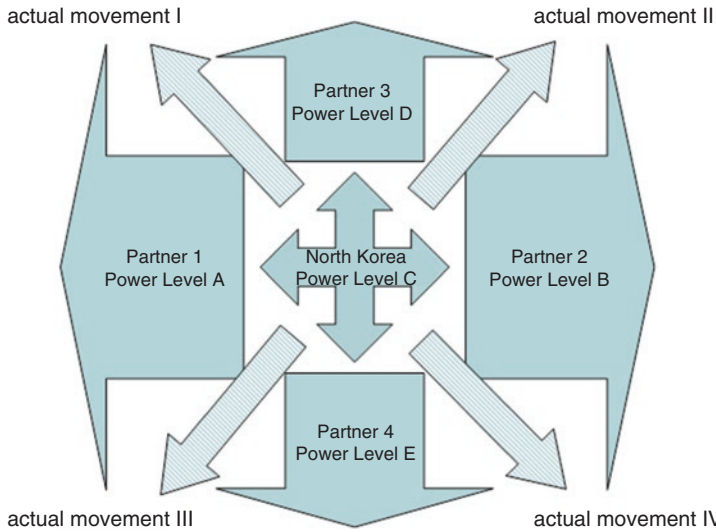 actual movement I
actual movement II
Partner 3
Power Level D
Partner 1
Power Level A
North Korea
Power Level C
Partner 2
Power Level B
Partner 4
Power Level E
actual movement III
actual movement IV